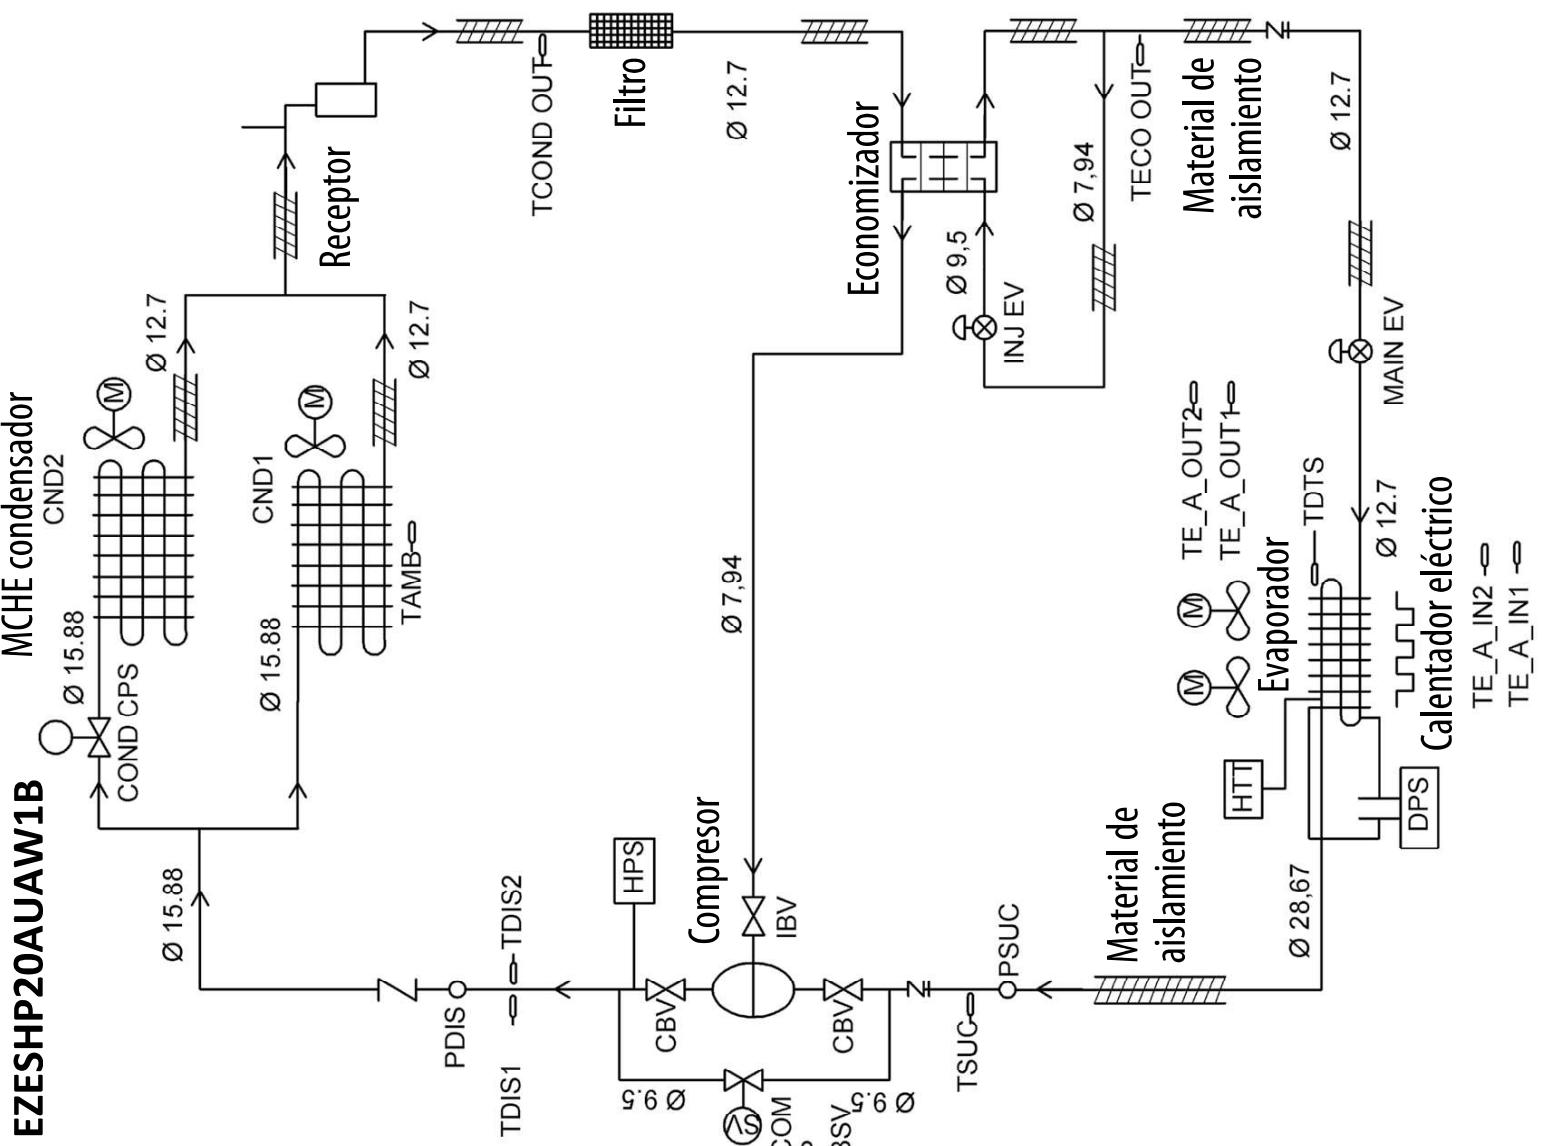 EZESHP20AUAW1B
MCHE condensador
CND2
M
Ø 12.7
Ø 15.88
COND CPS
CND1
M
Ø 12.7
TAMB
Ø 15.88
Ø 15.88
Receptor
TCOND OUT
Filtro
Ø 12.7
Economizador
Ø 9,5
INJ EV
Ø 7,94
TECO OUT
Material de
aislamiento
Ø 12.7
MAIN EV
Ø 7,94
TE_A_OUT2
TE_A_OUT1
TDTS
Ø 12.7
M
M
Evaporador
Calentador eléctrico
TE_A_IN2
TE_A_IN1
HTT
DPS
Ø 28,67
Material de
aislamiento
PSUC
TSUC
Compresor
IBV
HPS
CBV
CBV
TDIS2
TDIS1
PDIS
Ø 9.5
Ø 9.5
SV